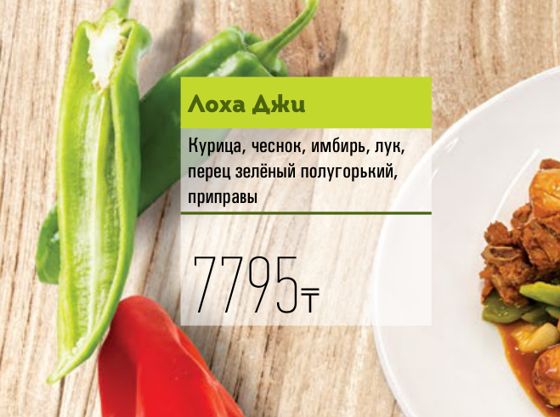 Лоха Джи
Курица, чеснок, имбирь, лук,
перец зелёный полугорький,
приправы
7795₸